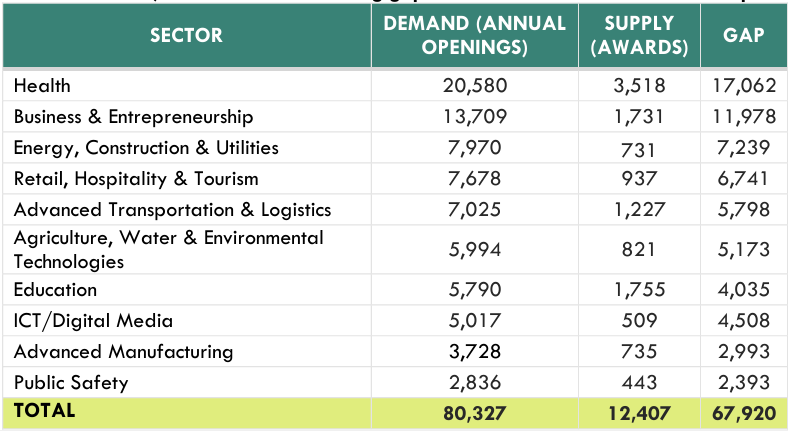 SECTOR DEMAND (ANNUAL OPENINGS) SUPPLY (AWARDS) GAP
Health 20,580 3,518 17,062
Business & Entrepreneurship 13,709 1,731 11,978
Energy, Construction & Utilities 7,970 731 7,239
Retail, Hospitality & Tourism 7,678 937 6,741
Advanced Transportation & Logistics 7,025 1,227 5,798
Agriculture, Water & Environmental
Technologies 5,994 821 5,173
Education 5,790 1,755 4,035
ICT/Digital Media 5,017 509 4,508
Advanced Manufacturing 3,728 735 2,993
Public Safety 2,836 443 2,393
TOTAL 80,327 12,407 67,920